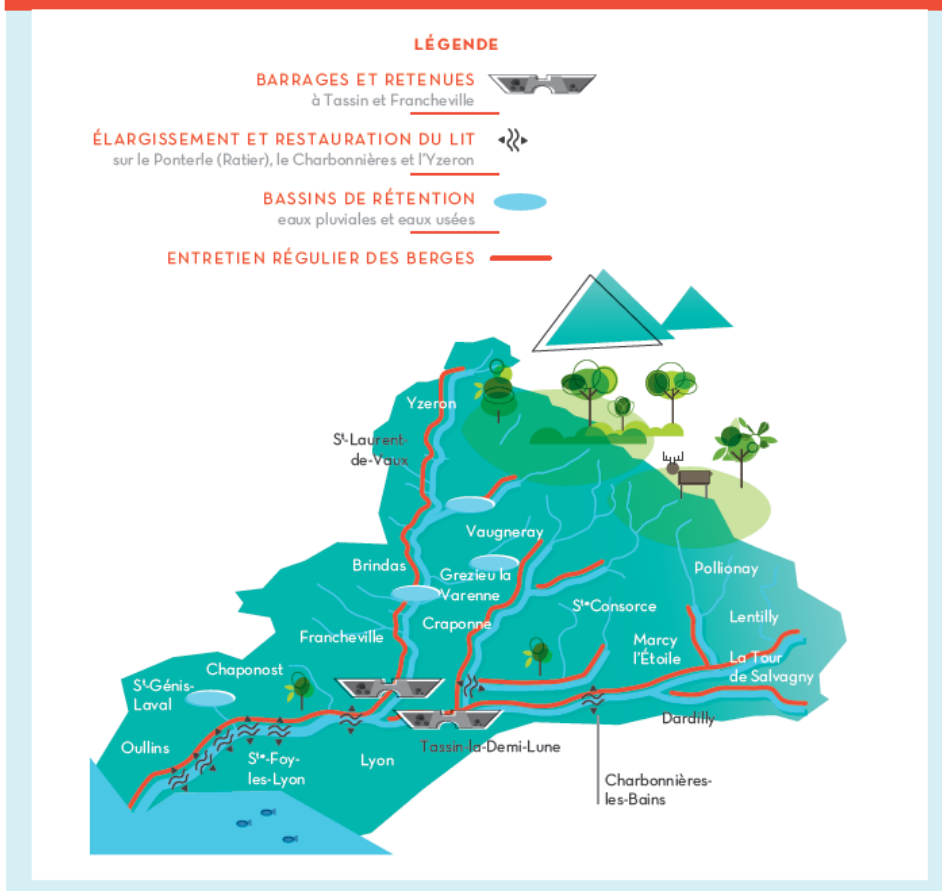 LÉGENDE
BARRAGES ET RETENUES
à Tassin et Francheville
ÉLARGISSEMENT ET RESTAURATION DU LIT
sur le Ponterle (Ratier), le Charbonnières et l'Yzeron
BASSINS DE RÉTENTION
eaux pluviales et eaux usées
ENTRETIEN RÉGULIER DES BERGES
Yzeron
St-Laurent-
de-Vaux
Vaugneray
Brindas
Grezieu la
Varenne
Pollionay
Ste Consorce
Lentilly
Craponne
Francheville
Marcy
l'Étoile
La Tour
de Salvagny
Chaponost
St-Génis-
Laval
Dardilly
Oullins
Ste-Foy-
les-Lyon
Lyon
Tassin-la-Demi-Lune
Charbonnières-
les-Bains